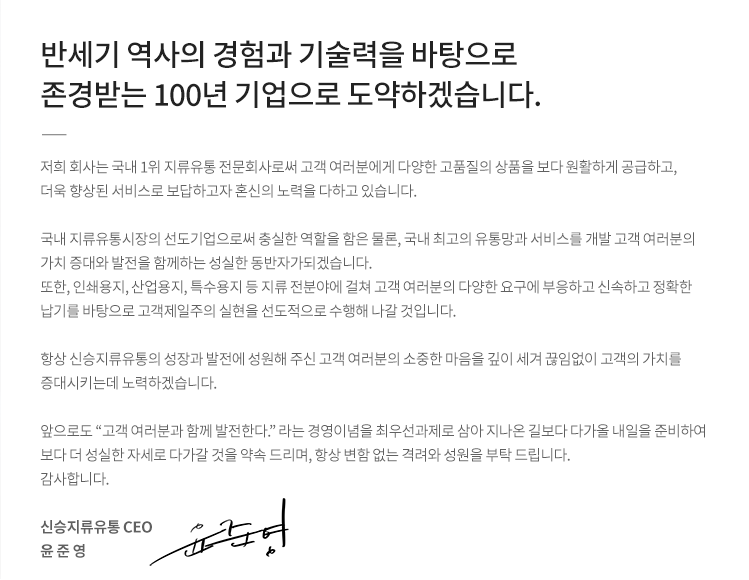 반세기 역사의 경험과 기술력을 바탕으로
존경받는 100년 기업으로 도약하겠습니다.
저희 회사는 국내 1위 지류유통 전문회사로써 고객 여러분에게 다양한 고품질의 상품을 보다 원활하게 공급하고,
더욱 향상된 서비스로 보답하고자 혼신의 노력을 다하고 있습니다.
국내 지류유통시장의 선도기업으로써 충실한 역할을 함은 물론, 국내 최고의 유통망과 서비스를 개발 고객 여러분의
가치 증대와 발전을 함께하는 성실한 동반자가되겠습니다.
또한, 인쇄용지, 산업용지, 특수용지 등 지류 전분야에 걸쳐 고객 여러분의 다양한 요구에 부응하고 신속하고 정확한
납기를 바탕으로 고객제일주의 실현을 선도적으로 수행해 나갈 것입니다.
항상 신승지류유통의 성장과 발전에 성원해 주신 고객 여러분의 소중한 마음을 깊이 세겨 끊임없이 고객의 가치를
증대시키는데 노력하겠습니다.
앞으로도 “고객 여러분과 함께 발전한다.” 라는 경영이념을 최우선과제로 삼아 지나온 길보다 다가올 내일을 준비하여
보다 더 성실한 자세로 다가갈 것을 약속 드리며, 항상 변함 없는 격려와 성원을 부탁 드립니다.
감사합니다.
신승지류유통 CEO
윤 준 영
윤준영